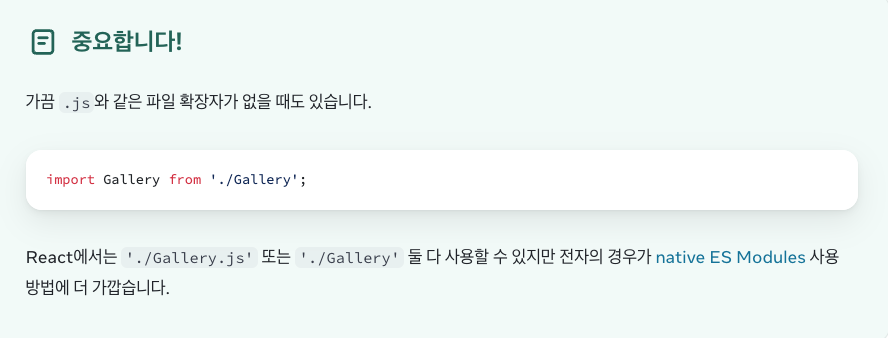 중요합니다!
가끔 .js와 같은 파일 확장자가 없을 때도 있습니다.
import Gallery from './Gallery';
React에서는 './Gallery.js' 또는 './Gallery' 둘 다 사용할 수 있지만 전자의 경우가 native ES Modules 사용
방법에 더 가깝습니다.